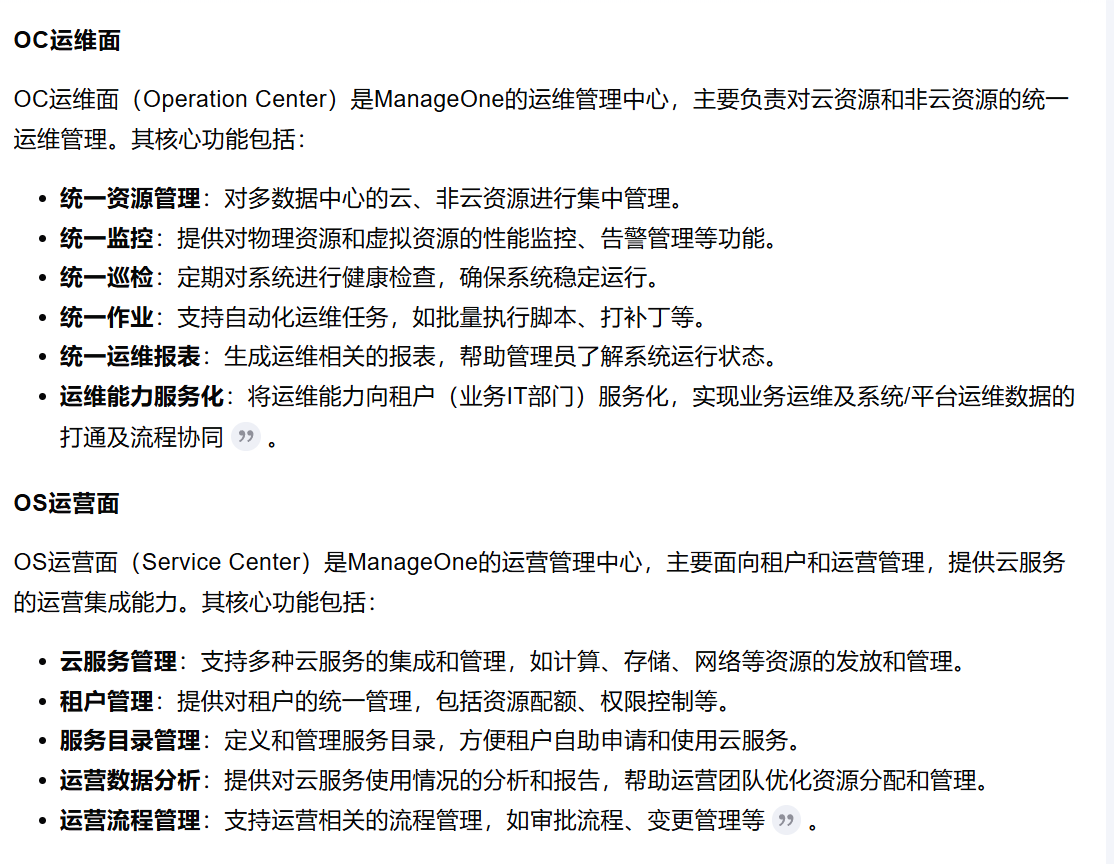 OC运维面
OC运维面（Operation Center）是ManageOne的运维管理中心，主要负责对云资源和非云资源的统一
运维管理。其核心功能包括：
• 统一资源管理：对多数据中心的云、非云资源进行集中管理。
• 统一监控：提供对物理资源和虚拟资源的性能监控、告警管理等功能。
• 统一巡检：定期对系统进行健康检查，确保系统稳定运行。
• 统一作业：支持自动化运维任务，如批量执行脚本、打补丁等。
• 统一运维报表：生成运维相关的报表，帮助管理员了解系统运行状态。
• 运维能力服务化：将运维能力向租户（业务IT部门）服务化，实现业务运维及系统/平台运维数据的
打通及流程协同 ” 。
OS运营面
OS运营面（Service Center）是ManageOne的运营管理中心，主要面向租户和运营管理，提供云服务
的运营集成能力。其核心功能包括：
• 云服务管理：支持多种云服务的集成和管理，如计算、存储、网络等资源的发放和管理。
• 租户管理：提供对租户的统一管理，包括资源配额、权限控制等。
• 服务目录管理：定义和管理服务目录，方便租户自助申请和使用云服务。
• 运营数据分析：提供对云服务使用情况的分析和报告，帮助运营团队优化资源分配和管理。
• 运营流程管理：支持运营相关的流程管理，如审批流程、变更管理等 ” 。